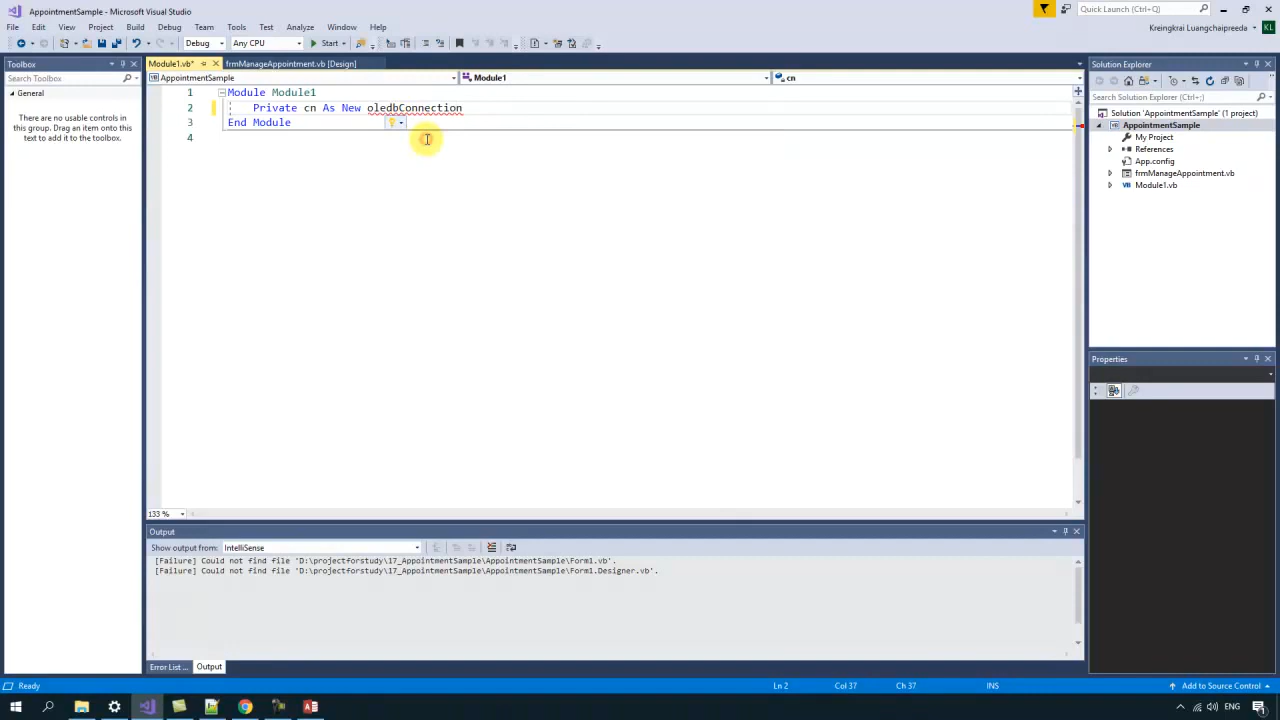 AppointmentSample - Microsoft Visual Studio
Quick Launch (Ctrl+Q)
File Edit View Project Build Debug Team Tools Test Analyze Window Help
Kreingkrai Luangchaipreeda KL
Debug Any CPU Start
Toolbox
Module1.vb* frmManageAppointment.vb [Design]
Solution Explorer
Search Toolbox
AppointmentSample Module1 cn
General
There are no usable controls in
this group. Drag an item onto this
text to add it to the toolbox.
1 Module Module1
2 Private cn As New oledbConnection
3 End Module
4
Search Solution Explorer (Ctrl+;)
Solution 'AppointmentSample' (1 project)
AppointmentSample
My Project
References
App.config
frmManageAppointment.vb
Module1.vb
Properties
133 %
Output
Show output from: IntelliSense
[Failure] Could not find file 'D:\projectforstudy\17_AppointmentSample\AppointmentSample\Form1.vb'.
[Failure] Could not find file 'D:\projectforstudy\17_AppointmentSample\AppointmentSample\Form1.Designer.vb'.
Error List ... Output
Ready Ln 2 Col 37 Ch 37 INS Add to Source Control
ENG 1